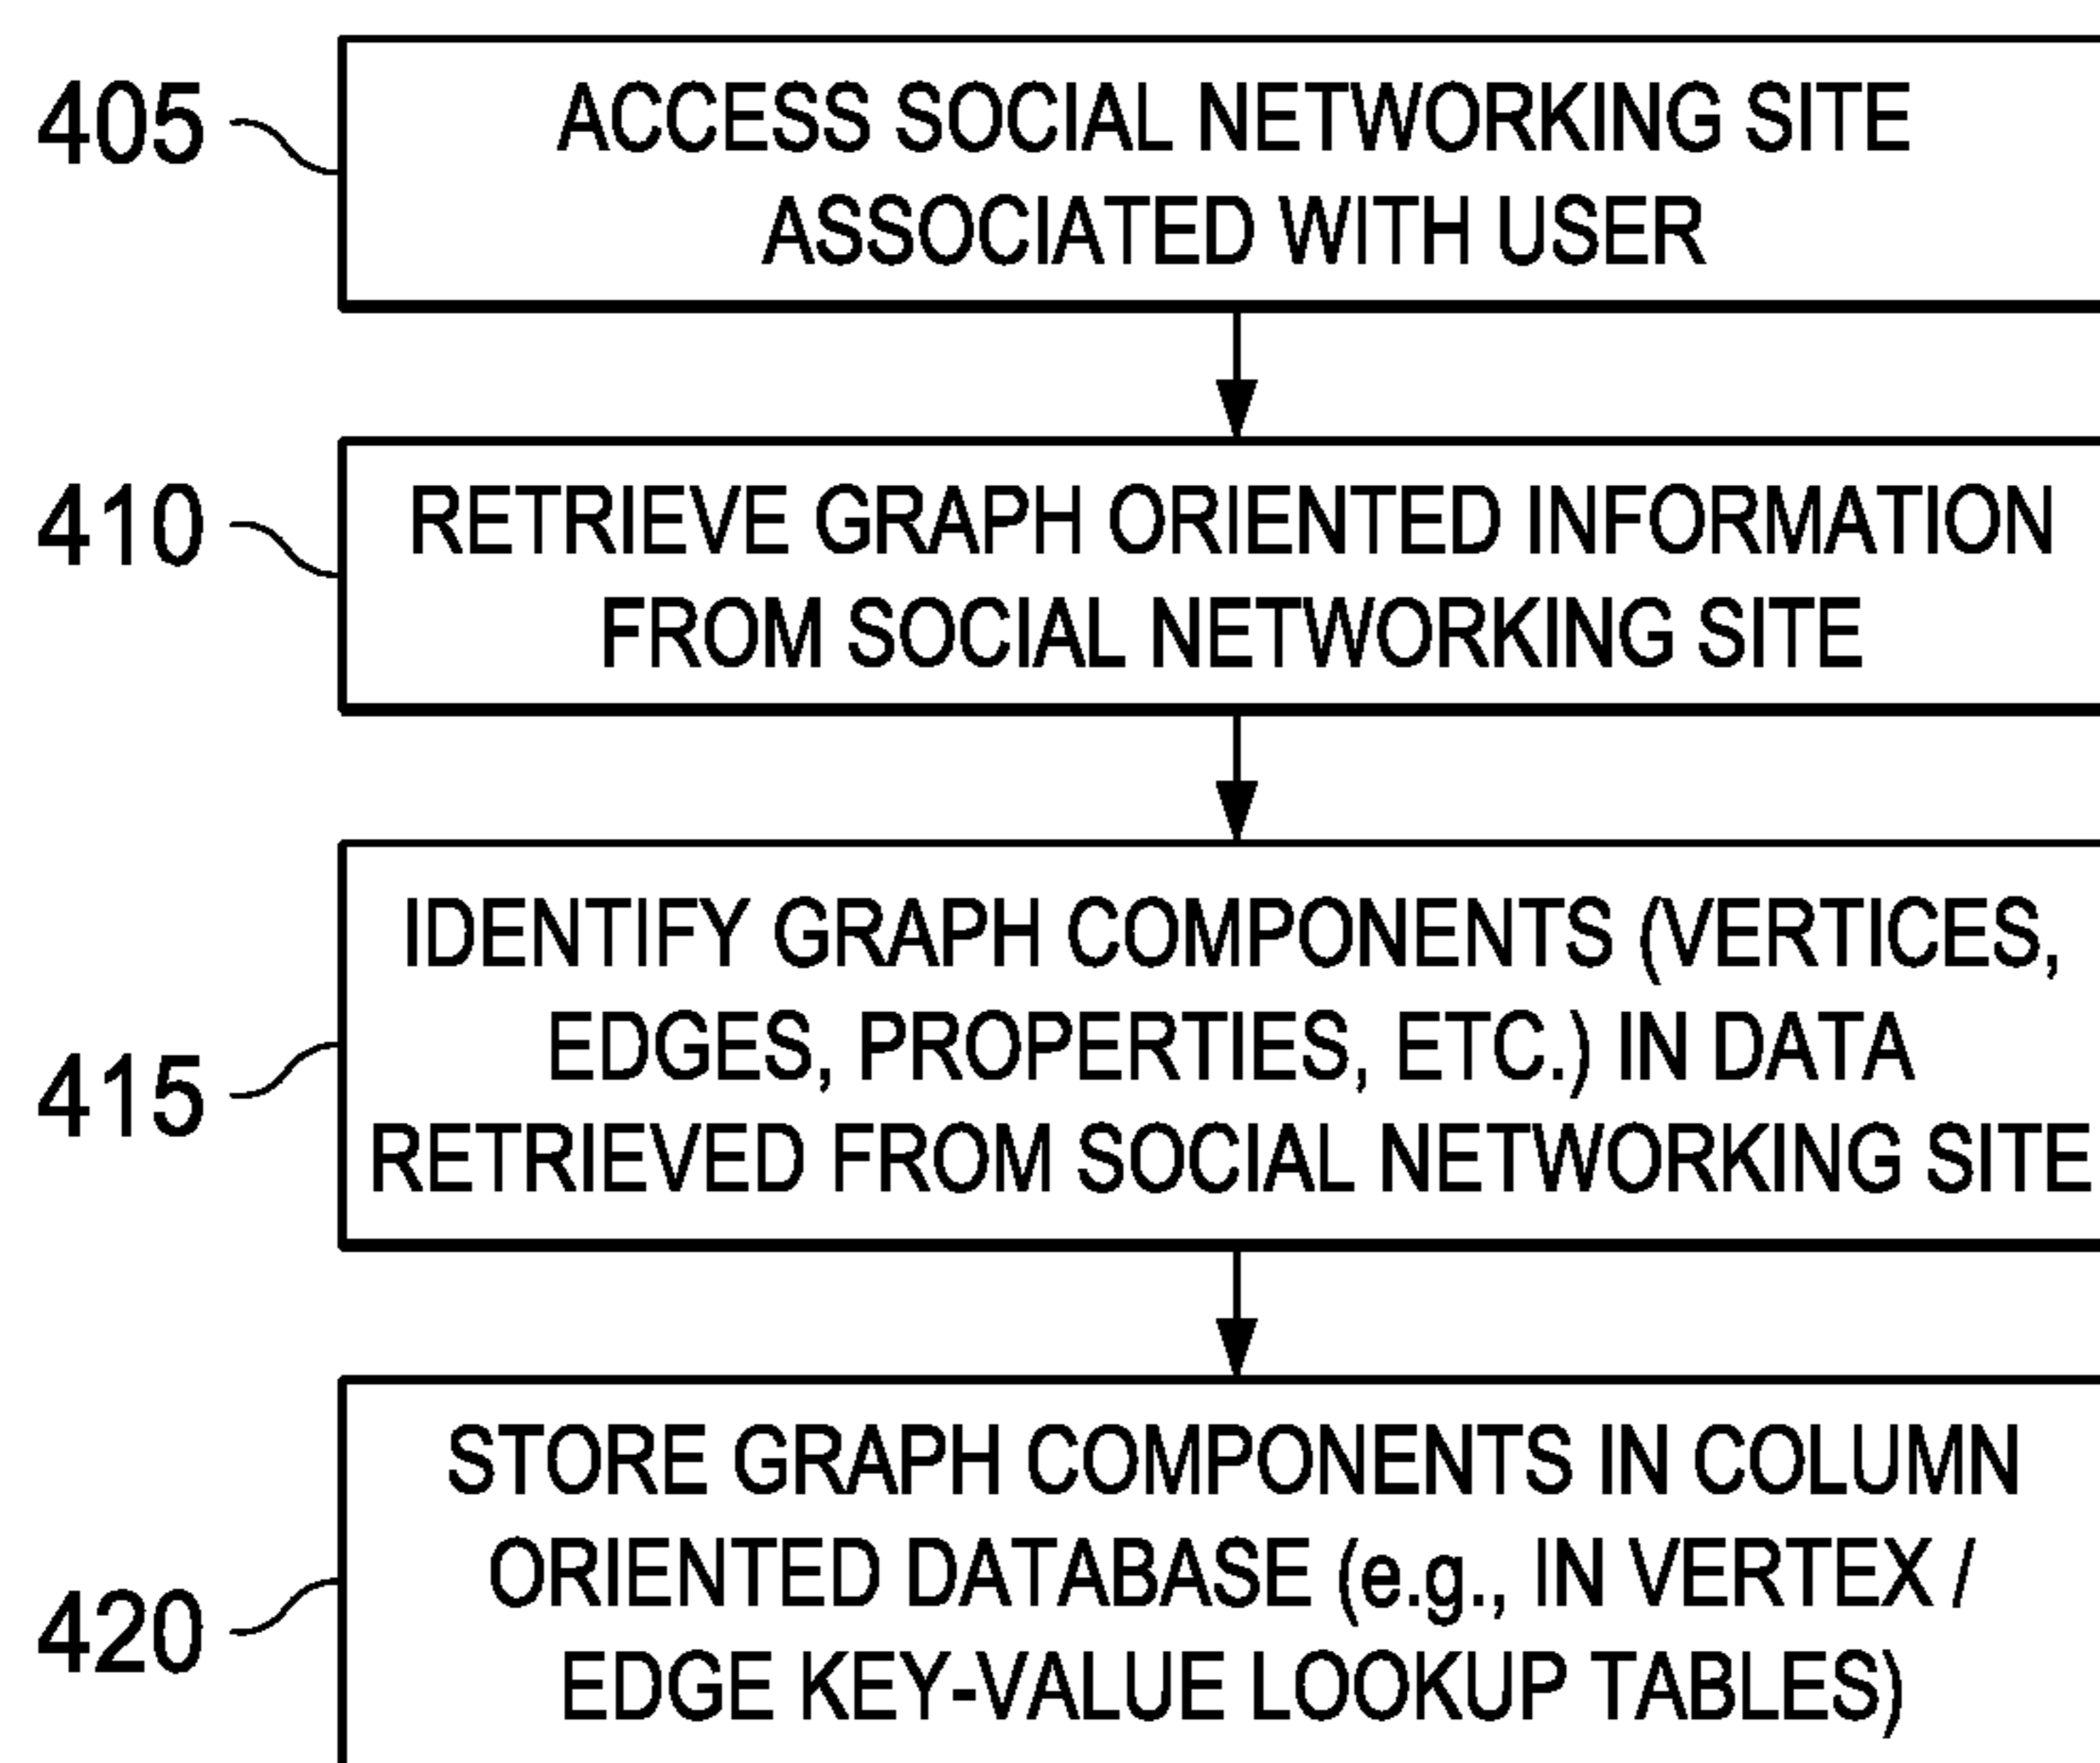 405
ACCESS SOCIAL NETWORKING SITE
ASSOCIATED WITH USER
410
RETRIEVE GRAPH ORIENTED INFORMATION
FROM SOCIAL NETWORKING SITE
415
IDENTIFY GRAPH COMPONENTS (VERTICES,
EDGES, PROPERTIES, ETC.) IN DATA
RETRIEVED FROM SOCIAL NETWORKING SITE
420
STORE GRAPH COMPONENTS IN COLUMN
ORIENTED DATABASE (e.g., IN VERTEX /
EDGE KEY-VALUE LOOKUP TABLES)